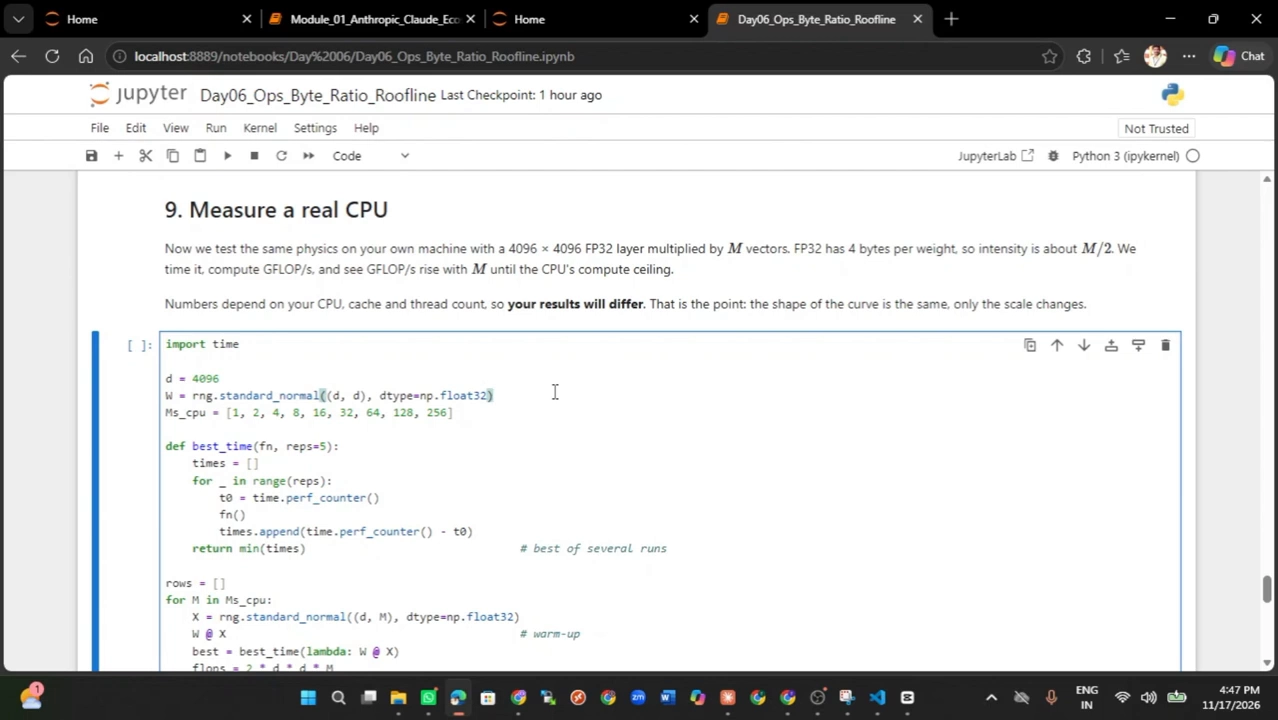 Home
Module_01_Anthropic_Claude_Eco
Home
Day06_Ops_Byte_Ratio_Roofline
localhost:8889/notebooks/Day%2006/Day06_Ops_Byte_Ratio_Roofline.ipynb
Chat
jupyter Day06_Ops_Byte_Ratio_Roofline Last Checkpoint: 1 hour ago
File Edit View Run Kernel Settings Help
Not Trusted
Code
JupyterLab
Python 3 (ipykernel)
9. Measure a real CPU
Now we test the same physics on your own machine with a 4096 × 4096 FP32 layer multiplied by M vectors. FP32 has 4 bytes per weight, so intensity is about M/2. We
time it, compute GFLOP/s, and see GFLOP/s rise with M until the CPU's compute ceiling.
Numbers depend on your CPU, cache and thread count, so your results will differ. That is the point: the shape of the curve is the same, only the scale changes.
[ ]: import time
d = 4096
W = rng.standard_normal((d, d), dtype=np.float32)
Ms_cpu = [1, 2, 4, 8, 16, 32, 64, 128, 256]
def best_time(fn, reps=5):
    times = []
    for _ in range(reps):
        t0 = time.perf_counter()
        fn()
        times.append(time.perf_counter() - t0)
    return min(times) # best of several runs
rows = []
for M in Ms_cpu:
    X = rng.standard_normal((d, M), dtype=np.float32)
    W @ X # warm-up
    best = best_time(lambda: W @ X)
    flops = 2 * d * d * M
1
ENG
IN
4:47 PM
11/17/2026